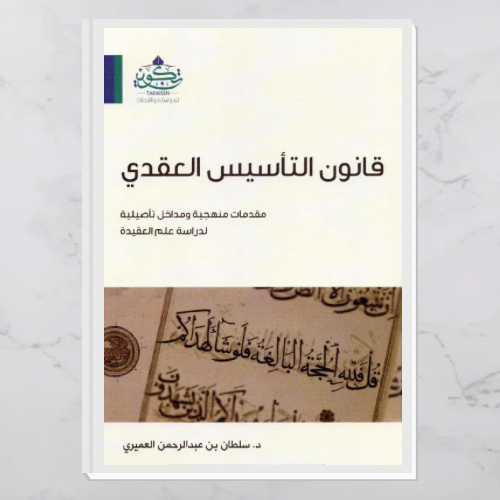 تكوين
TAKWEEN
للدراسات والأبحاث
قانون التأسيس العقدي
مقدمات منهجية ومداخل تأصيلية
لدراسة علم العقيدة
قل فلله الحجة البالغة فلو شاء لهداكم
د. سلطان بن عبدالرحمن العميري